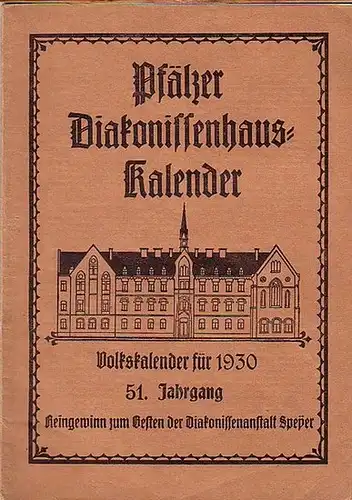 Pfälzer
Diakonissenhaus=
Kalender
Volkskalender für 1930
51. Jahrgang
Reingewinn zum Besten der Diakonissenanstalt Speyer